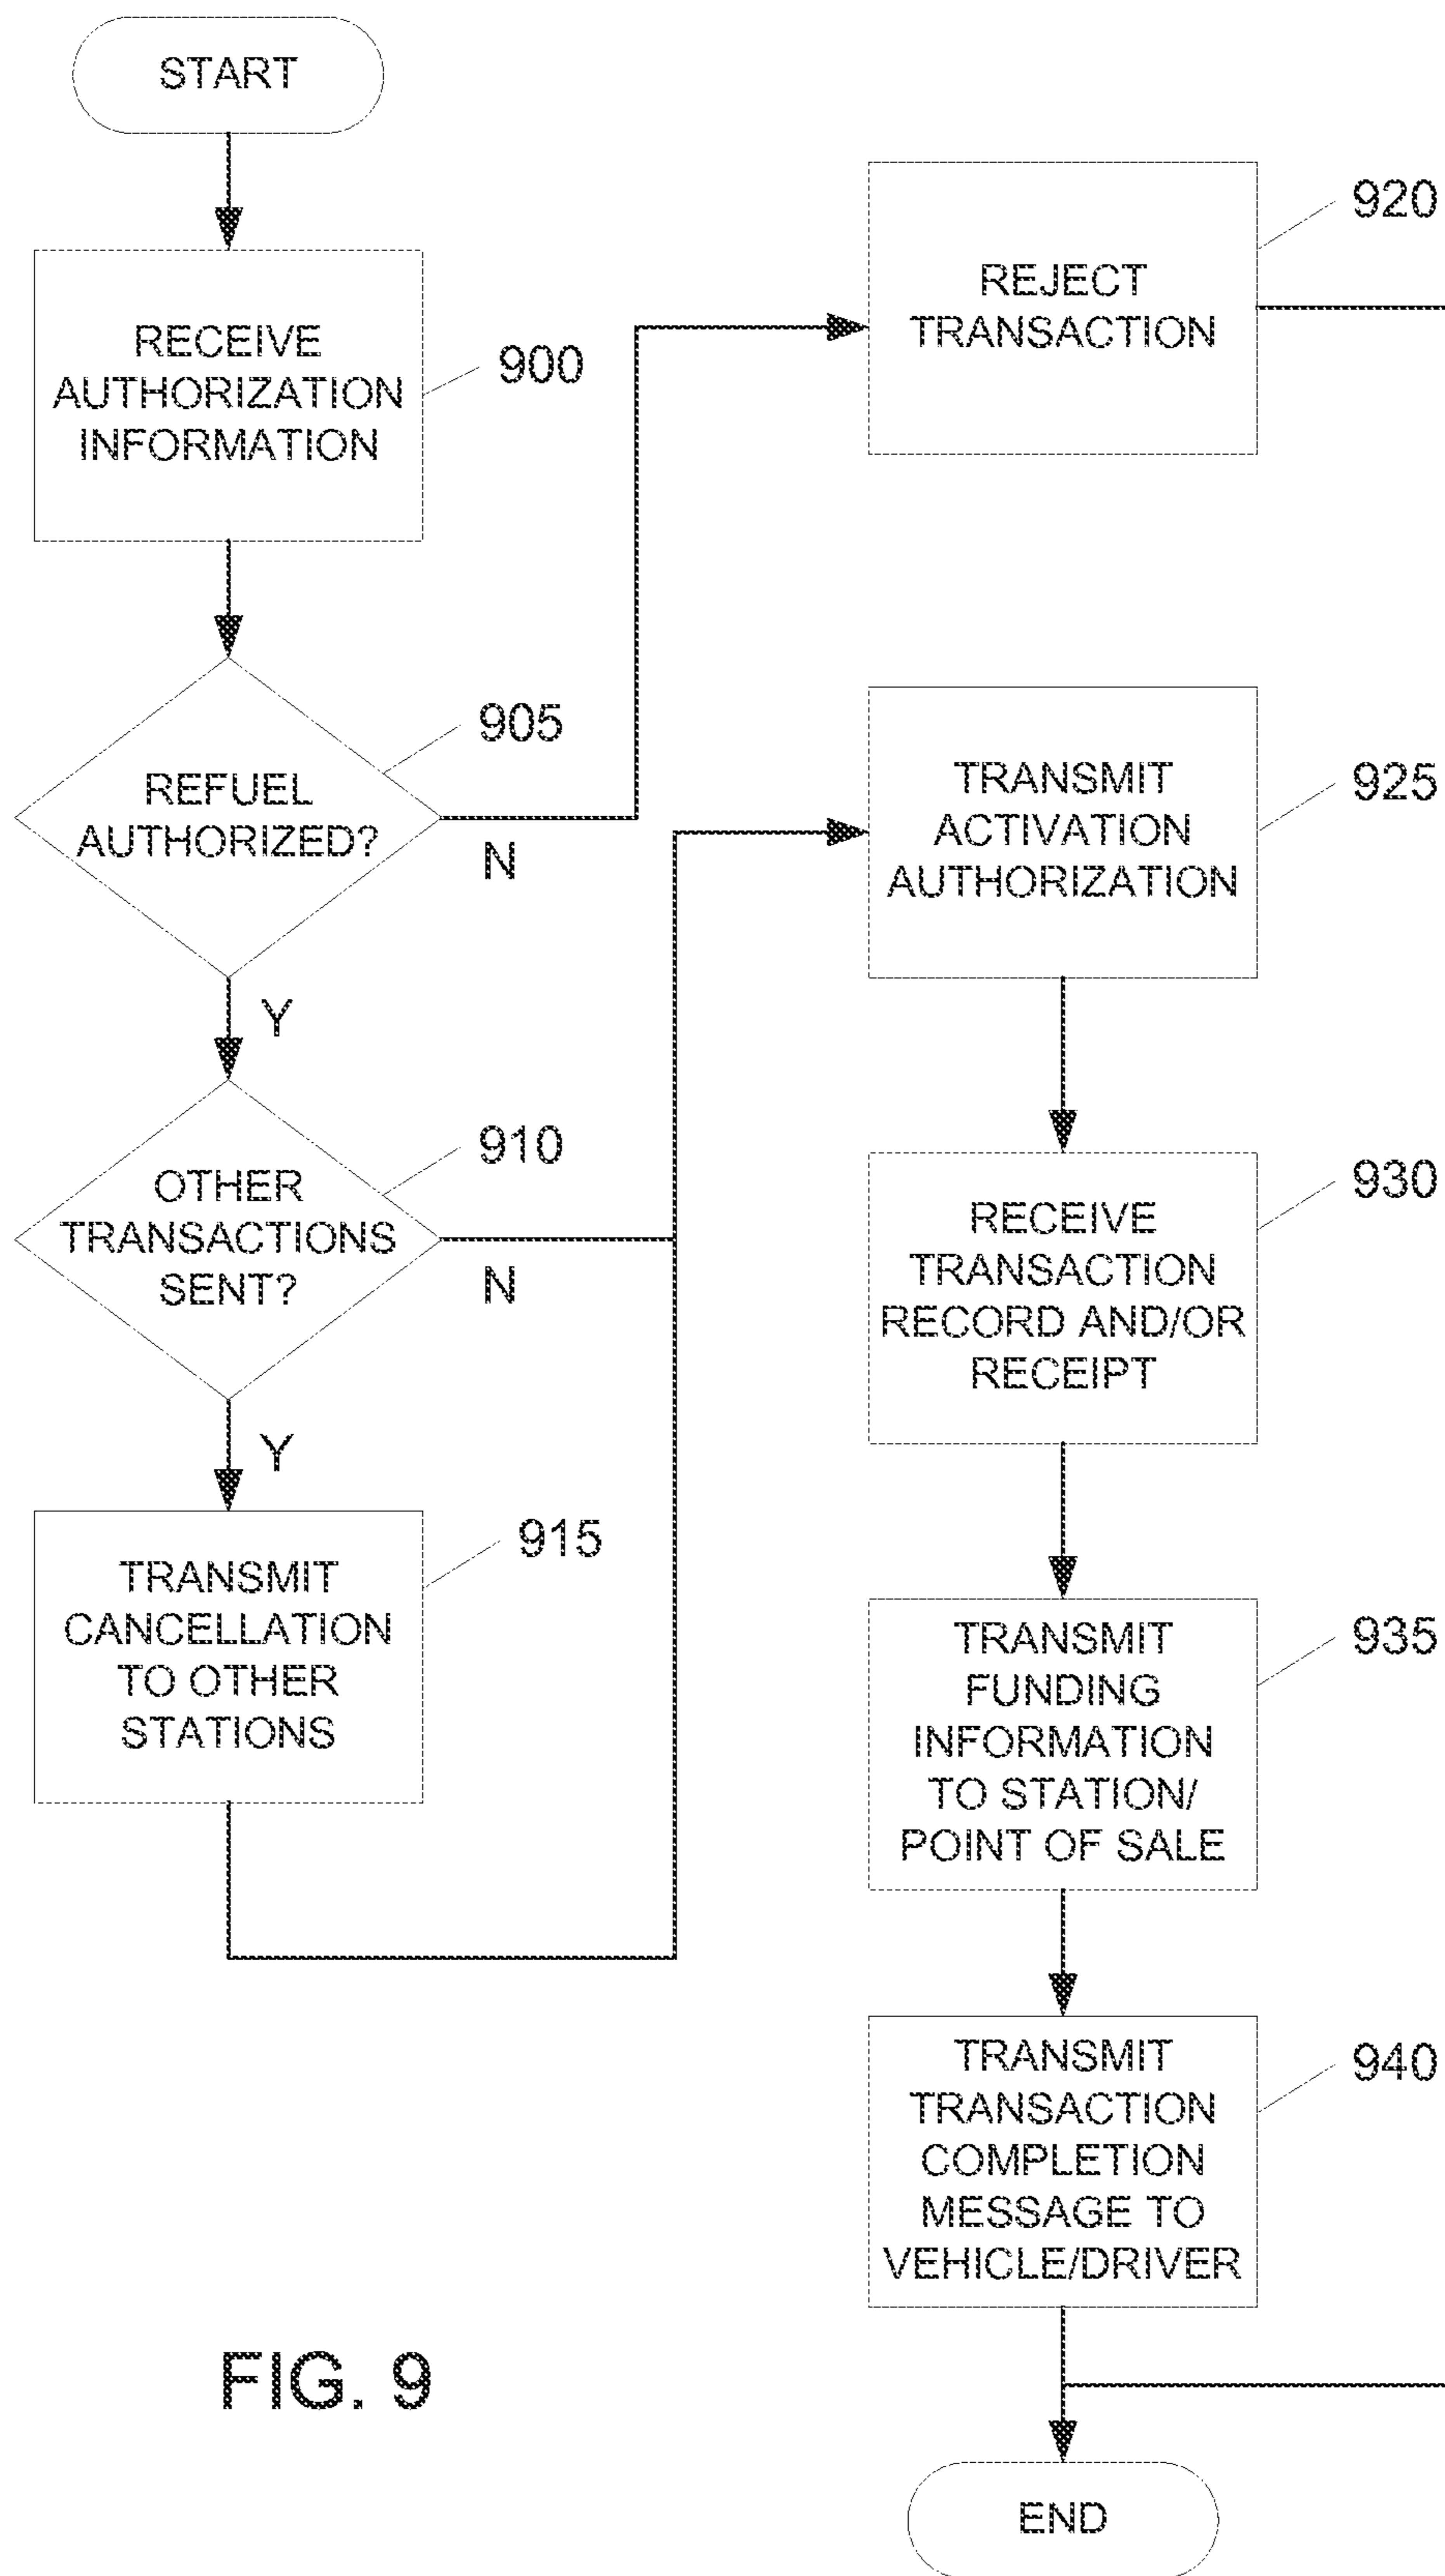 START
RECEIVE
AUTHORIZATION
INFORMATION
900
REFUEL
AUTHORIZED?
905
N
Y
OTHER
TRANSACTIONS
SENT?
910
N
Y
TRANSMIT
CANCELLATION
TO OTHER
STATIONS
915
REJECT
TRANSACTION
920
TRANSMIT
ACTIVATION
AUTHORIZATION
925
RECEIVE
TRANSACTION
RECORD AND/OR
RECEIPT
930
TRANSMIT
FUNDING
INFORMATION
TO STATION/
POINT OF SALE
935
TRANSMIT
TRANSACTION
COMPLETION
MESSAGE TO
VEHICLE/DRIVER
940
END
FIG. 9